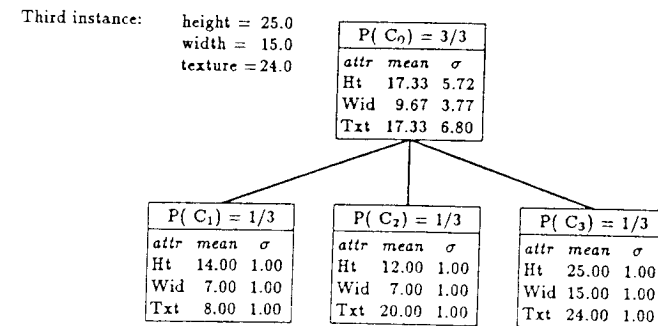 Third instance: height = 25.0
width = 15.0
texture = 24.0
P( C0) = 3/3
attr mean σ
Ht 17.33 5.72
Wid 9.67 3.77
Txt 17.33 6.80
P( C1) = 1/3
attr mean σ
Ht 14.00 1.00
Wid 7.00 1.00
Txt 8.00 1.00
P( C2) = 1/3
attr mean σ
Ht 12.00 1.00
Wid 7.00 1.00
Txt 20.00 1.00
P( C3) = 1/3
attr mean σ
Ht 25.00 1.00
Wid 15.00 1.00
Txt 24.00 1.00